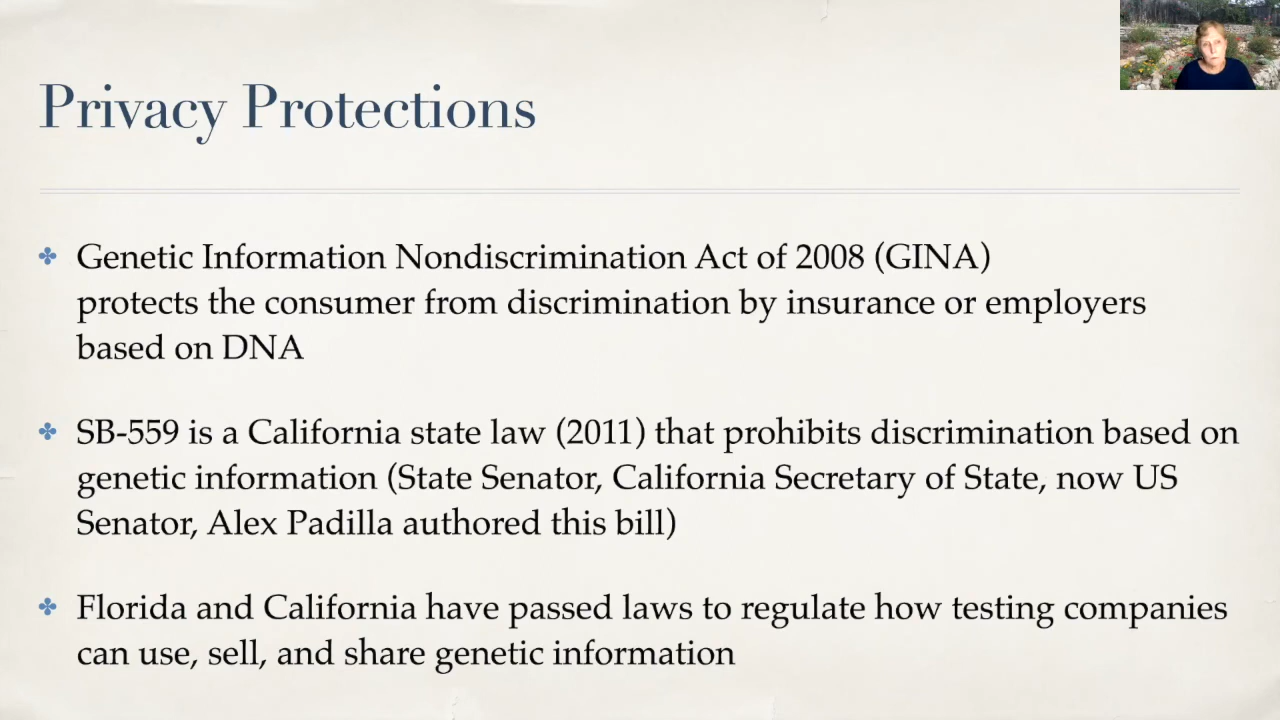 Privacy Protections
Genetic Information Nondiscrimination Act of 2008 (GINA)
protects the consumer from discrimination by insurance or employers
based on DNA
SB-559 is a California state law (2011) that prohibits discrimination based on
genetic information (State Senator, California Secretary of State, now US
Senator, Alex Padilla authored this bill)
Florida and California have passed laws to regulate how testing companies
can use, sell, and share genetic information